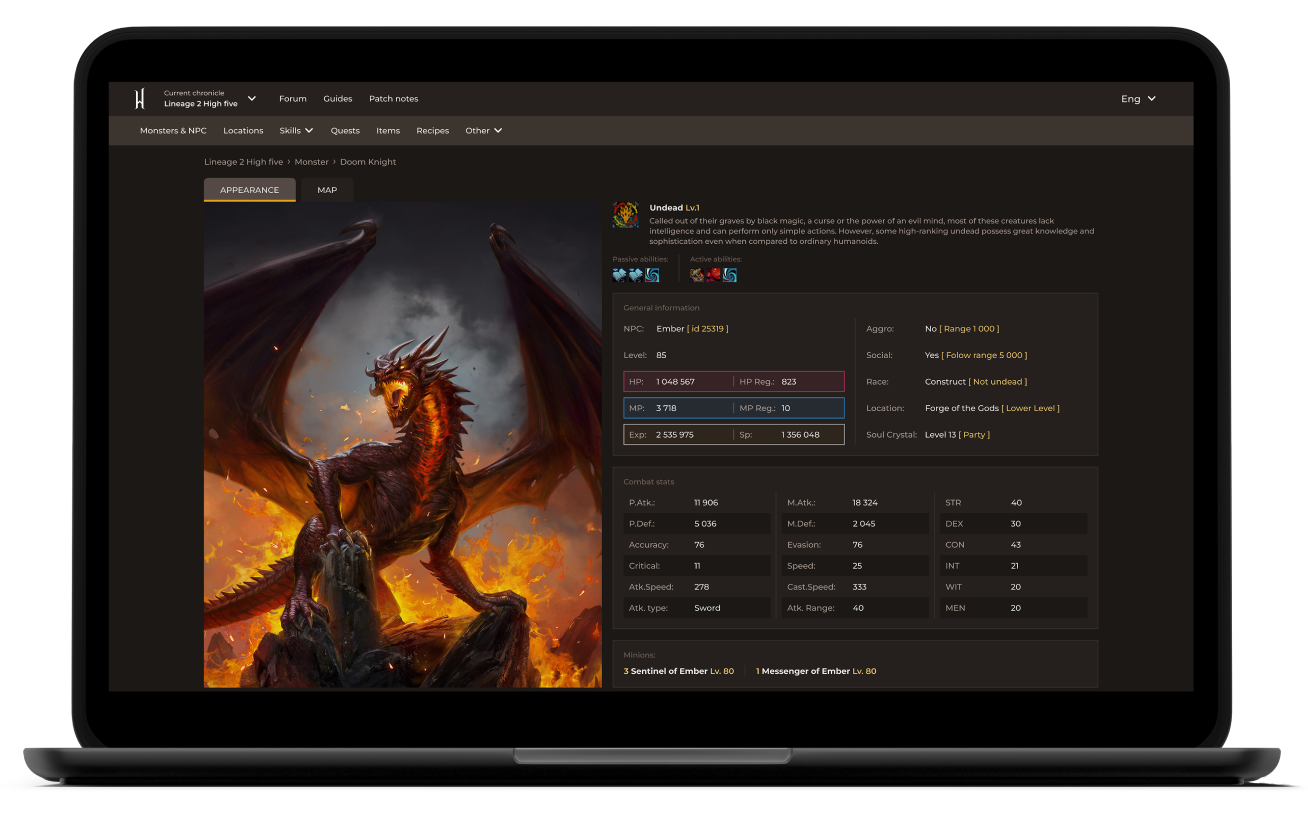 Current chronicle
Lineage 2 High five
Forum Guides Patch notes
Eng
Monsters & NPC Locations Skills Quests Items Recipes Other
Lineage 2 High five › Monster › Doom Knight
APPEARANCE MAP
Undead Lv.1
Called out of their graves by black magic, a curse or the power of an evil mind, most of these creatures lack
intelligence and can perform only simple actions. However, some high-ranking undead possess great knowledge and
sophistication even when compared to ordinary humanoids.
Passive abilities: Active abilities:
General Information
NPC: Ember [ id 25319 ]
Level: 85
HP: 1 048 567 HP Reg.: 823
MP: 3 718 MP Reg.: 10
Exp: 2 535 975 Sp: 1 356 048
Aggro: No [ Range 1 000 ]
Social: Yes [ Folow range 5 000 ]
Race: Construct [ Not undead ]
Location: Forge of the Gods [ Lower Level ]
Soul Crystal: Level 13 [ Party ]
Combat stats
P.Atk.: 11 906 M.Atk.: 18 324 STR 40
P.Def.: 5 036 M.Def.: 2 045 DEX 30
Accuracy: 76 Evasion: 76 CON 43
Critical: 11 Speed: 25 INT 21
Atk.Speed: 278 Cast.Speed: 333 WIT 20
Atk. type: Sword Atk. Range: 40 MEN 20
Minions:
3 Sentinel of Ember Lv. 80 1 Messenger of Ember Lv. 80